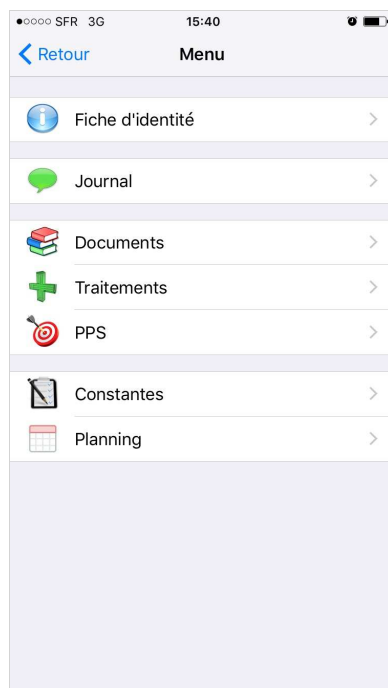 SFR 3G 15:40
Retour Menu
Fiche d'identité
Journal
Documents
Traitements
PPS
Constantes
Planning